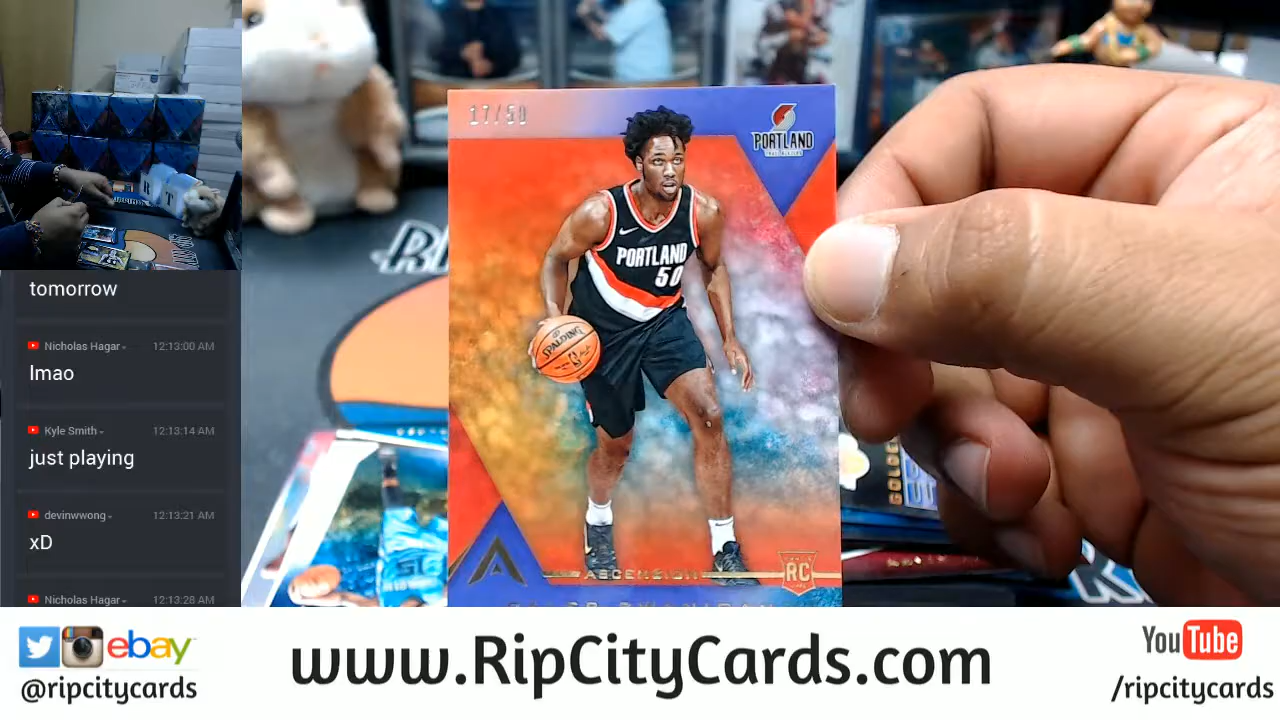 tomorrow
Nicholas Hagar
12:13:00 AM
lmao
Kyle Smith
12:13:14 AM
just playing
devinwwong
12:13:21 AM
xD
Nicholas Hagar
12:13:28 AM
17/50
PORTLAND
TRAIL BLAZERS
PORTLAND
50
SPALDING
ASCENSION
RC
ebay
@ripcitycards
www.RipCityCards.com
YouTube
/ripcitycards